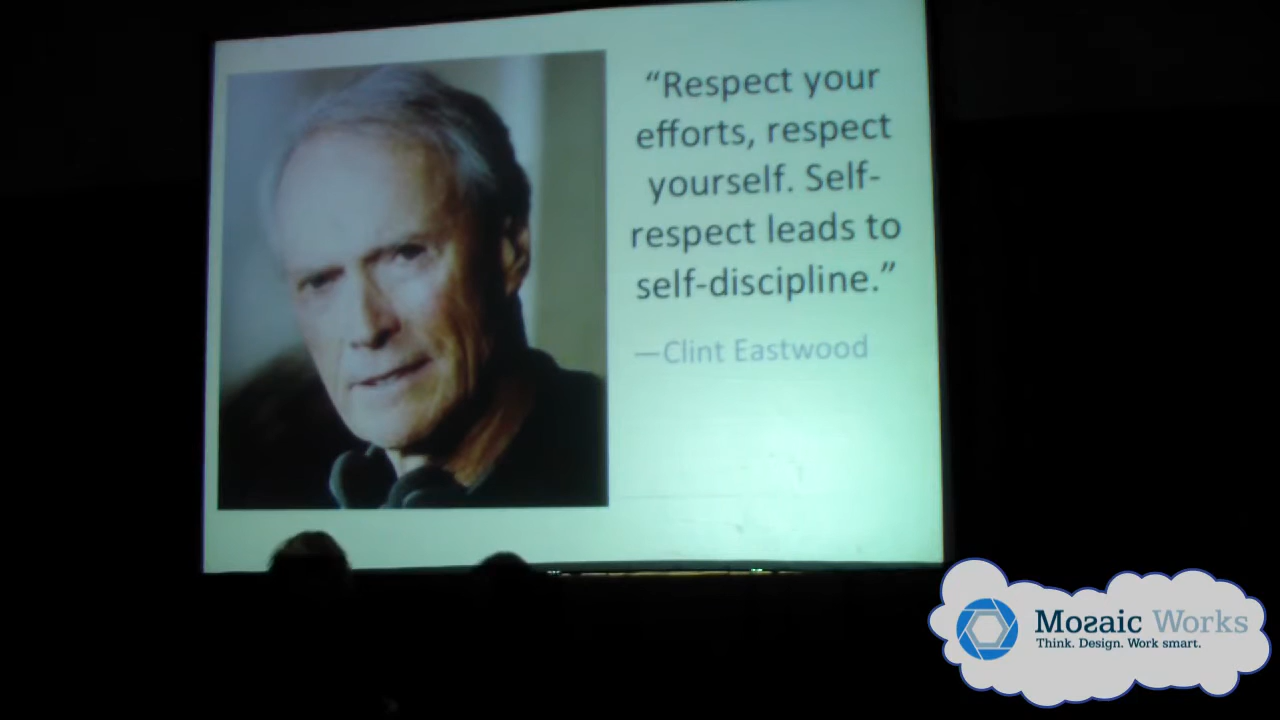 “Respect your
efforts, respect
yourself. Self-
respect leads to
self-discipline.”
—Clint Eastwood
Mosaic Works
Think. Design. Work smart.